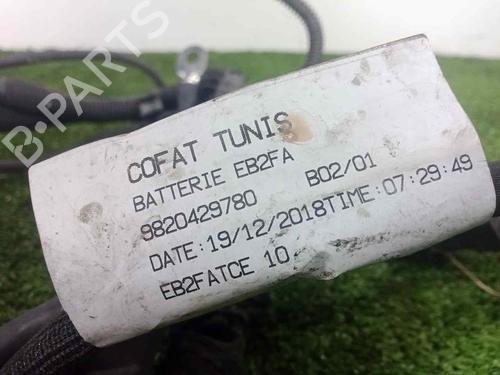 B-PARTS
COFAT TUNIS
BATTERIE EB2FA
9820429780 B02/01
DATE:19/12/2018TIME:07:29:49
EB2FATCE 10